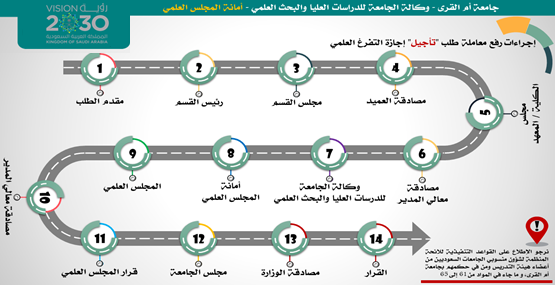 جامعة أم القرى - وكالة الجامعة للدراسات العليا والبحث العلمي - أمانة المجلس العلمي
رؤيـــة VISION
2030
المملكة العربية السعودية
KINGDOM OF SAUDI ARABIA
إجراءات رفع معاملة طلب "تأجيل" إجازة التفرغ العلمي
1
مقدم الطلب
2
رئيس القسم
3
مجلس القسم
4
مصادقة العميد
5
مجلس
الكلية / المعهد
6
مصادقة
معالي المدير
7
وكالة الجامعة
للدراسات العليا والبحث العلمي
8
أمانة
المجلس العلمي
9
المجلس العلمي
10
مصادقة معالي المدير
11
قرار المجلس العلمي
12
مجلس الجامعة
13
مصادقة الوزارة
14
القرار
نرجو الإطلاع على القواعد التنفيذية للائحة
المنظمة لشؤون منسوبي الجامعات السعوديين من
أعضاء هيئة التدريس ومن في حكمهم بجامعة
أم القرى، و ما جاء في المواد من 61 إلى 65